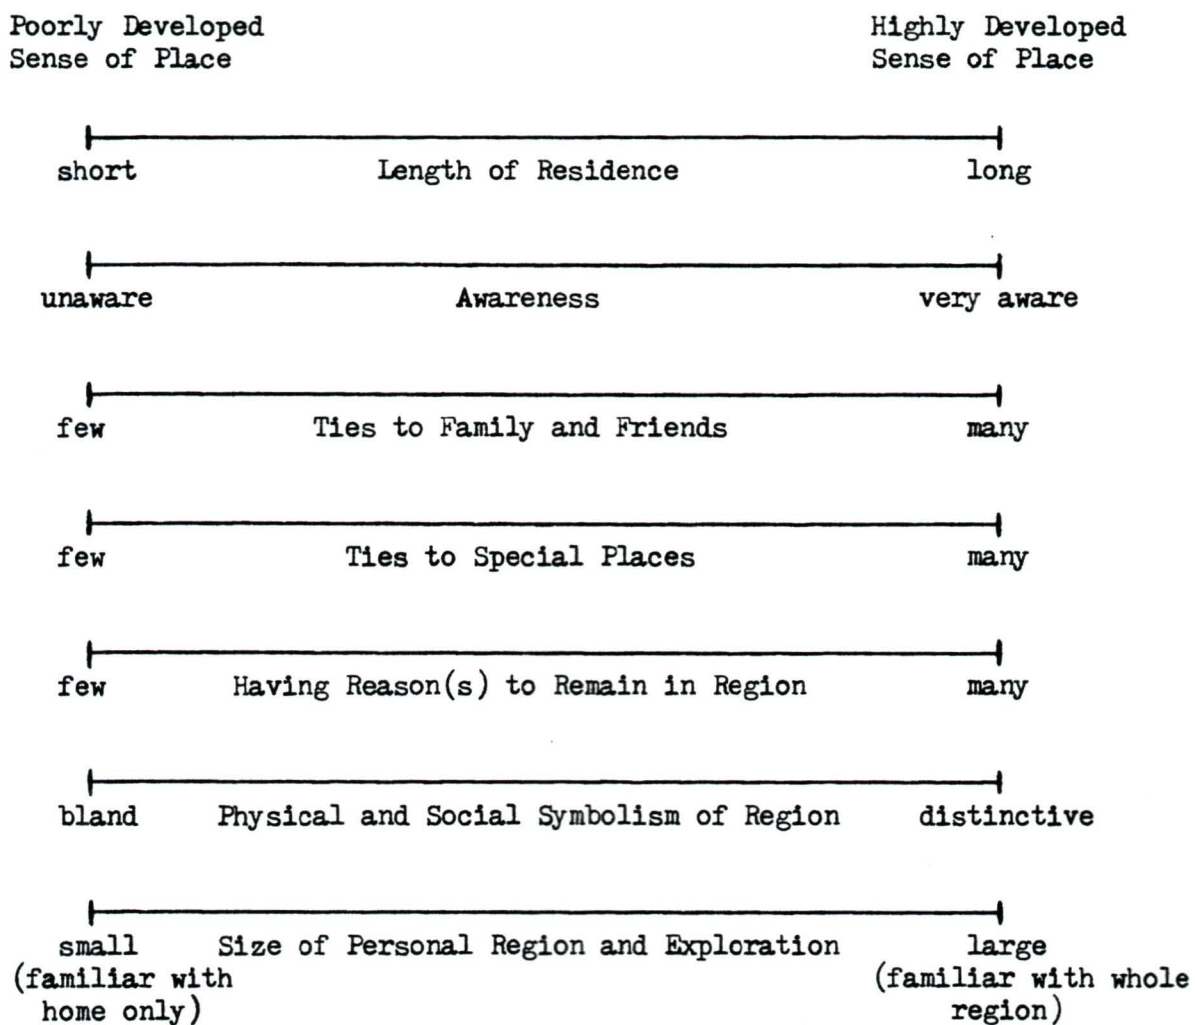 Poorly Developed Highly Developed
Sense of Place Sense of Place
short Length of Residence long
unaware Awareness very aware
few Ties to Family and Friends many
few Ties to Special Places many
few Having Reason(s) to Remain in Region many
bland Physical and Social Symbolism of Region distinctive
small Size of Personal Region and Exploration large
(familiar with (familiar with whole
home only) region)